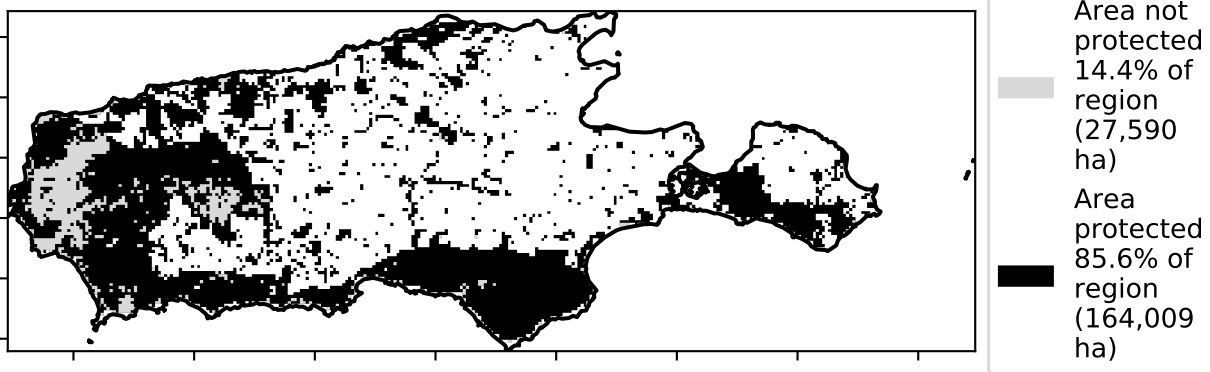 Area not
protected
14.4% of
region
(27,590
ha)
Area
protected
85.6% of
region
(164,009
ha)